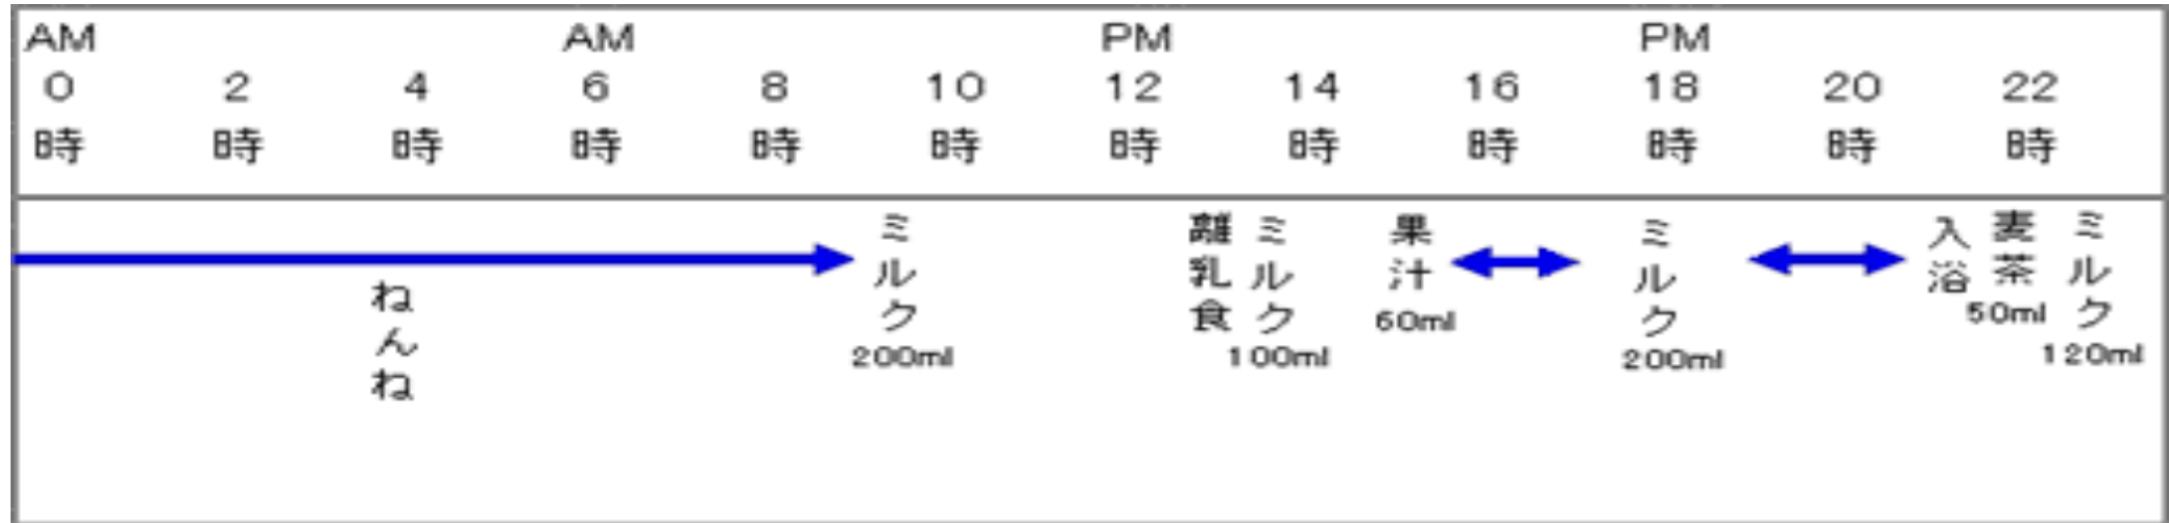 AM AM PM PM
0 2 4 6 8 10 12 14 16 18 20 22
時 時 時 時 時 時 時 時 時 時 時 時
ねんね
ミルク
200ml
離乳食
ミルク
100ml
果汁
60ml
ミルク
200ml
入浴
麦茶
50ml
ミルク
120ml